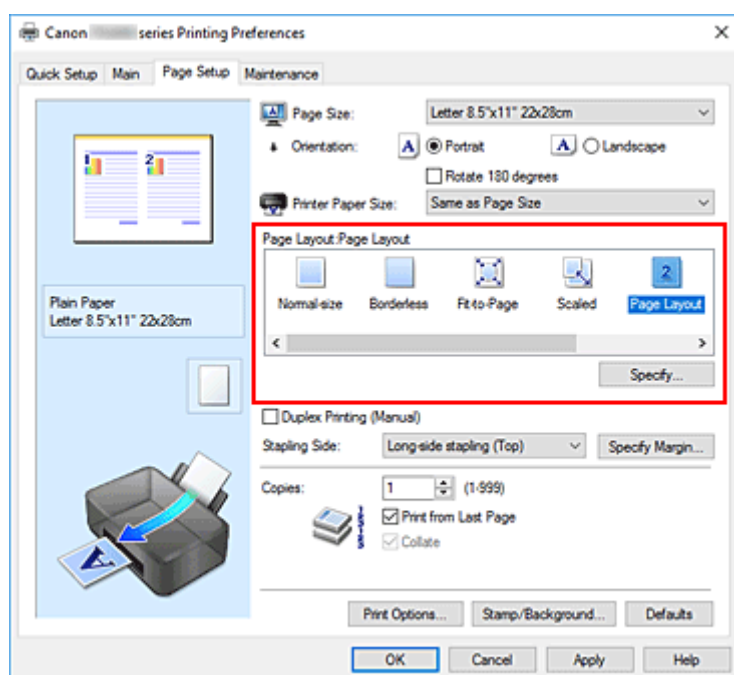 Canon series Printing Preferences
Quick Setup Main Page Setup Maintenance
Page Size: Letter 8.5"x11" 22x28cm
Orientation: A Portrait A Landscape
Rotate 180 degrees
Printer Paper Size: Same as Page Size
Page Layout:Page Layout
1 2
2
Normal-size Borderless Fit-to-Page Scaled Page Layout
Plain Paper
Letter 8.5"x11" 22x28cm
Specify...
Duplex Printing (Manual)
Stapling Side: Long-side stapling (Top) Specify Margin...
Copies: 1 (1-999)
Print from Last Page
Collate
A
Print Options... Stamp/Background... Defaults
OK Cancel Apply Help